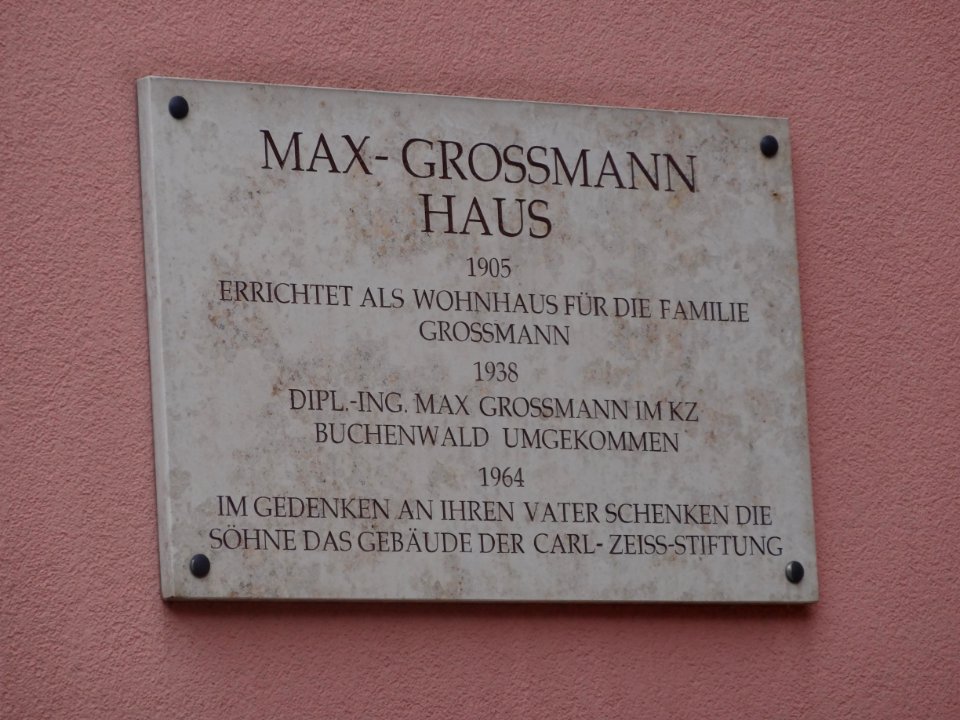 MAX- GROSSMANN
HAUS
1905
ERRICHTET ALS WOHNHAUS FÜR DIE FAMILIE
GROSSMANN
1938
DIPL.-ING. MAX GROSSMANN IM KZ
BUCHENWALD UMGEKOMMEN
1964
IM GEDENKEN AN IHREN VATER SCHENKEN DIE
SÖHNE DAS GEBÄUDE DER CARL- ZEISS-STIFTUNG